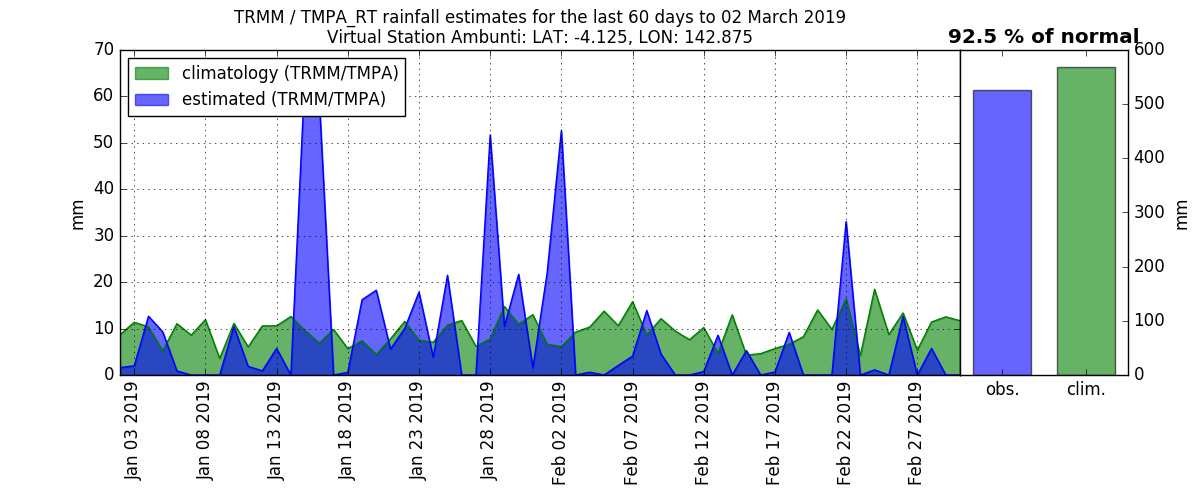 TRMM / TMPA_RT rainfall estimates for the last 60 days to 02 March 2019
Virtual Station Ambunti: LAT: -4.125, LON: 142.875
92.5 % of normal
climatology (TRMM/TMPA)
estimated (TRMM/TMPA)
70
60
50
40
30
20
10
0
mm
Jan 03 2019
Jan 08 2019
Jan 13 2019
Jan 18 2019
Jan 23 2019
Jan 28 2019
Feb 02 2019
Feb 07 2019
Feb 12 2019
Feb 17 2019
Feb 22 2019
Feb 27 2019
600
500
400
300
200
100
0
mm
obs.
clim.